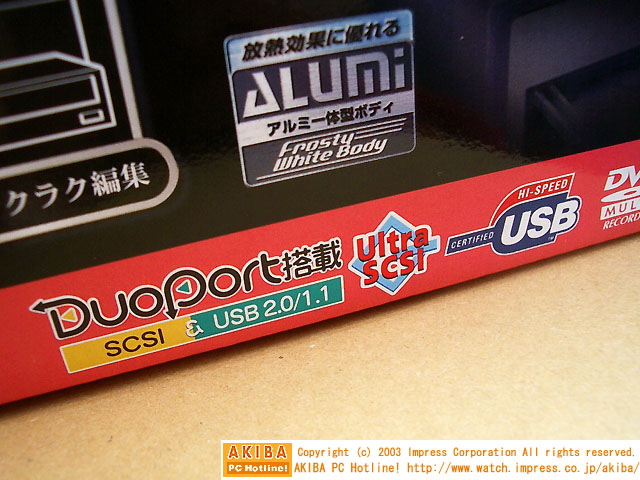 放熱効果に優れる
ALUMi
アルミ一体型ボディ
Frosty
White Body
クラク編集
DuoPort搭載
SCSI & USB 2.0/1.1
Ultra
SCSI
HI-SPEED
CERTIFIED USB
DV
MUL
RECORD
AKIBA
PC Hotline!
Copyright (c) 2003 Impress Corporation All rights reserved.
AKIBA PC Hotline! http://www.watch.impress.co.jp/akiba/